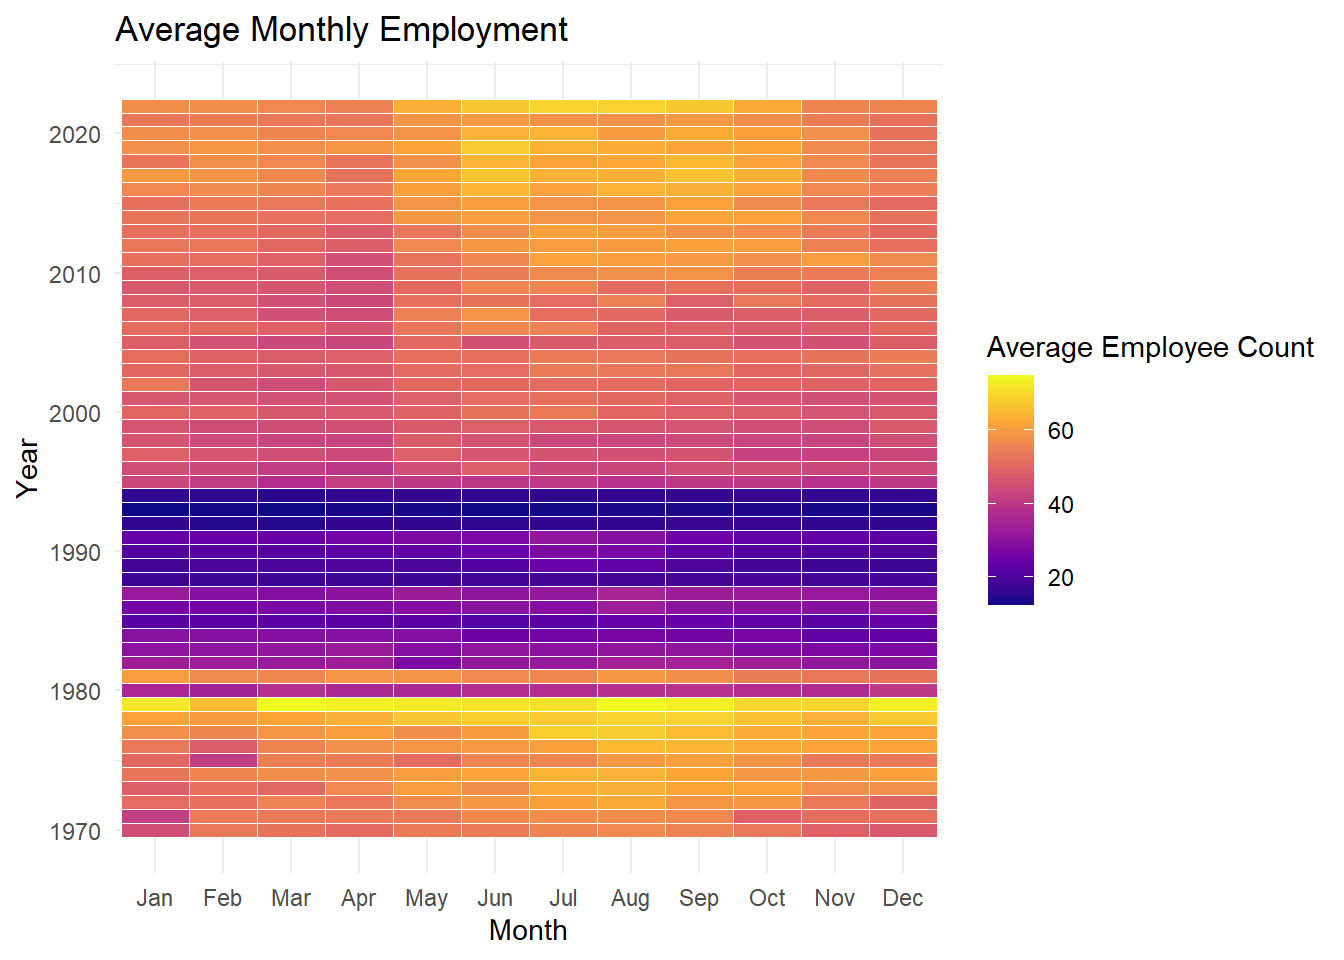 Average Monthly Employment
2020
2010
2000
1990
1980
1970
Year
Jan Feb Mar Apr May Jun Jul Aug Sep Oct Nov Dec
Month
Average Employee Count
60
40
20